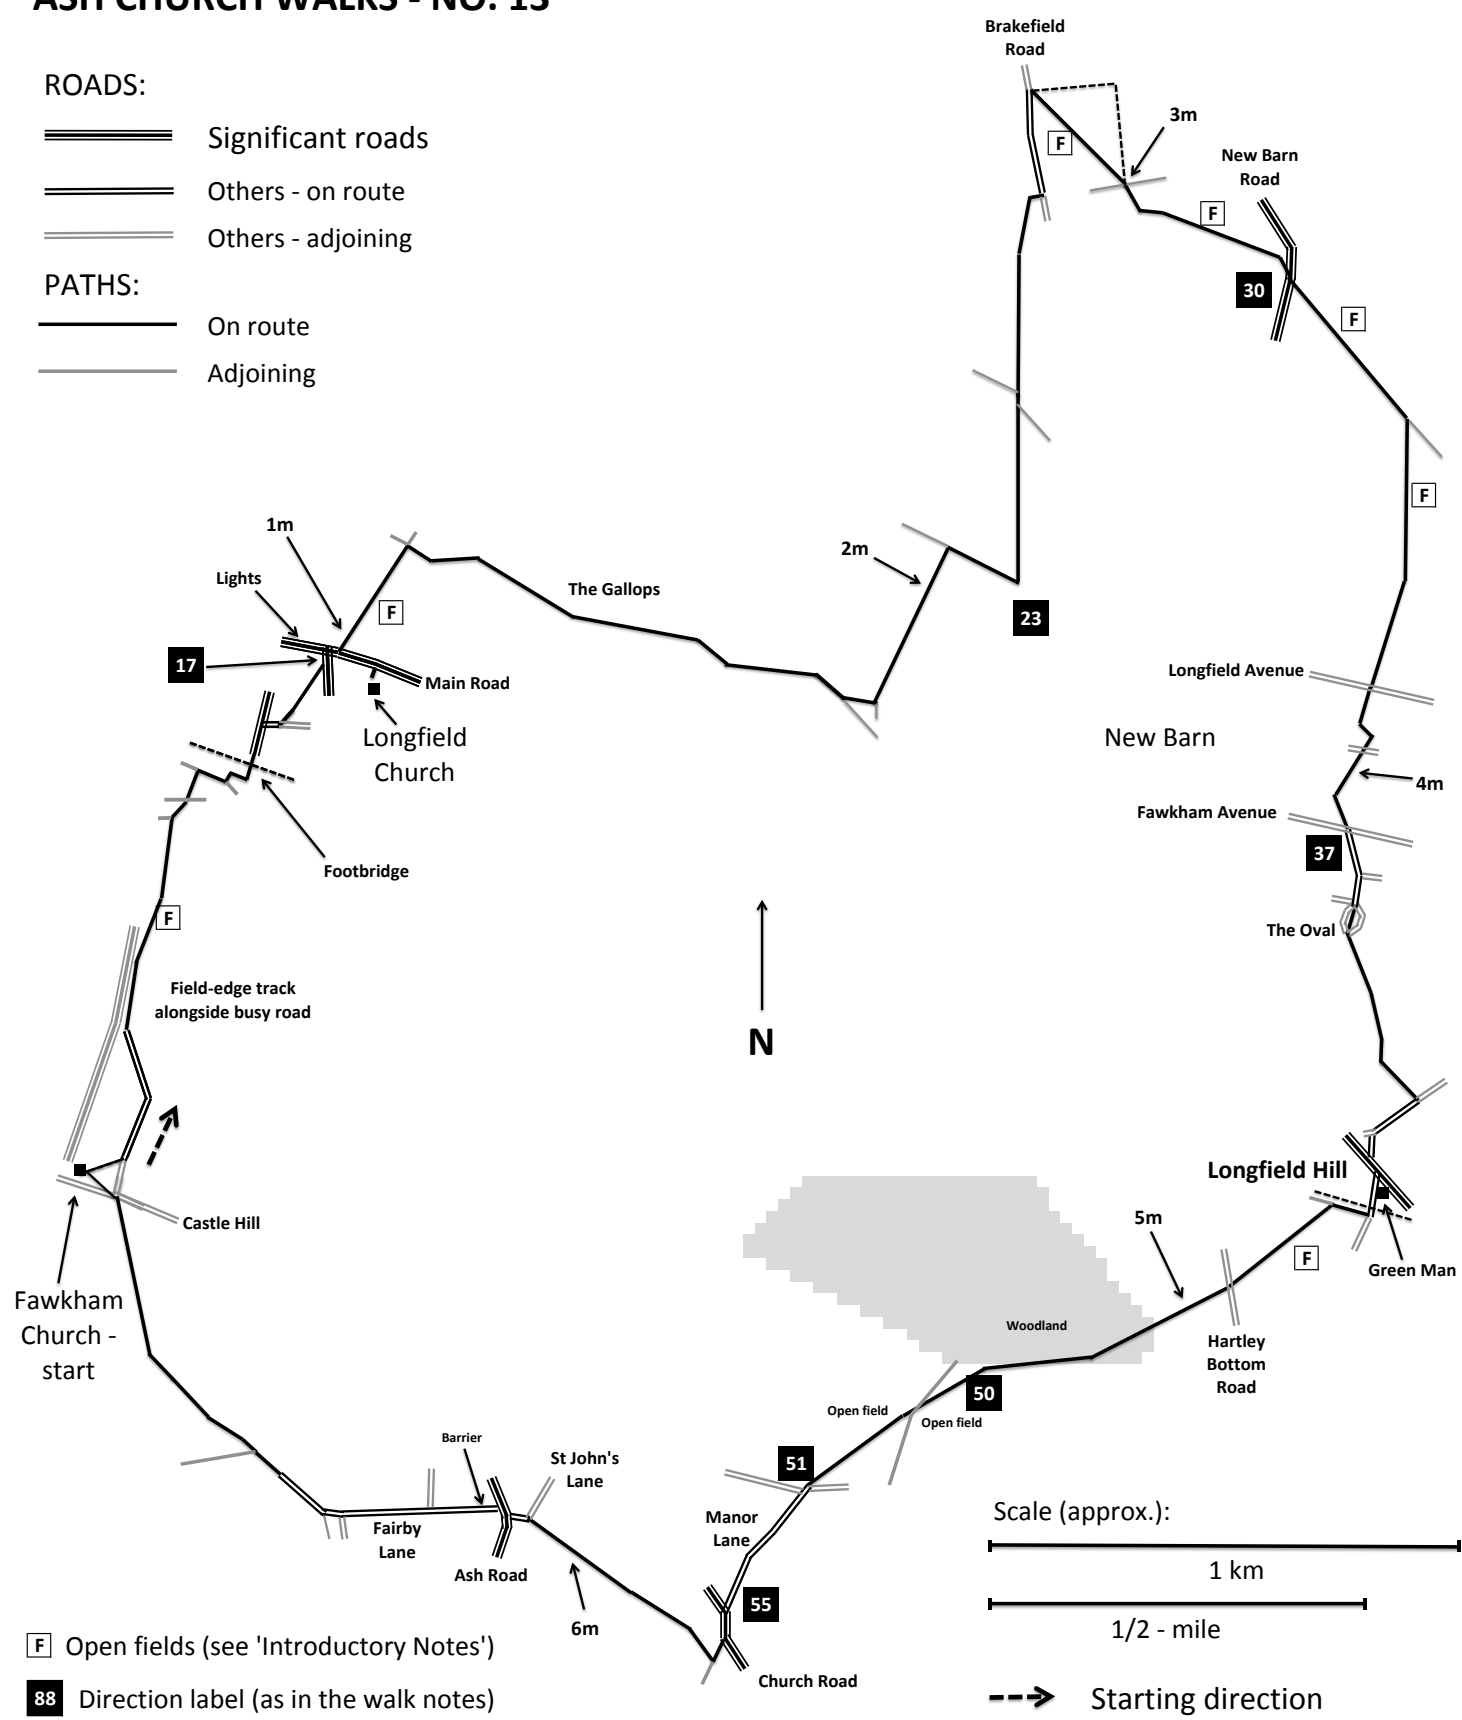 ASH CHURCH WALKS - NO. 13
ROADS:
Significant roads
Others - on route
Others - adjoining
PATHS:
On route
Adjoining
Brakefield
Road
F
3m
New Barn
Road
F
30
F
F
23
2m
The Gallops
1m
Lights
F
17
Main Road
Longfield
Church
Footbridge
F
Field-edge track
alongside busy road
Longfield Avenue
New Barn
4m
Fawkham Avenue
37
The Oval
N
Longfield Hill
Green Man
F
5m
Hartley
Bottom
Road
Woodland
50
Open field
Open field
51
Manor
Lane
55
Church Road
6m
St John's
Lane
Barrier
Ash Road
Fairby
Lane
Castle Hill
Fawkham
Church -
start
Scale (approx.):
1 km
1/2 - mile
F Open fields (see 'Introductory Notes')
88 Direction label (as in the walk notes)
Starting direction